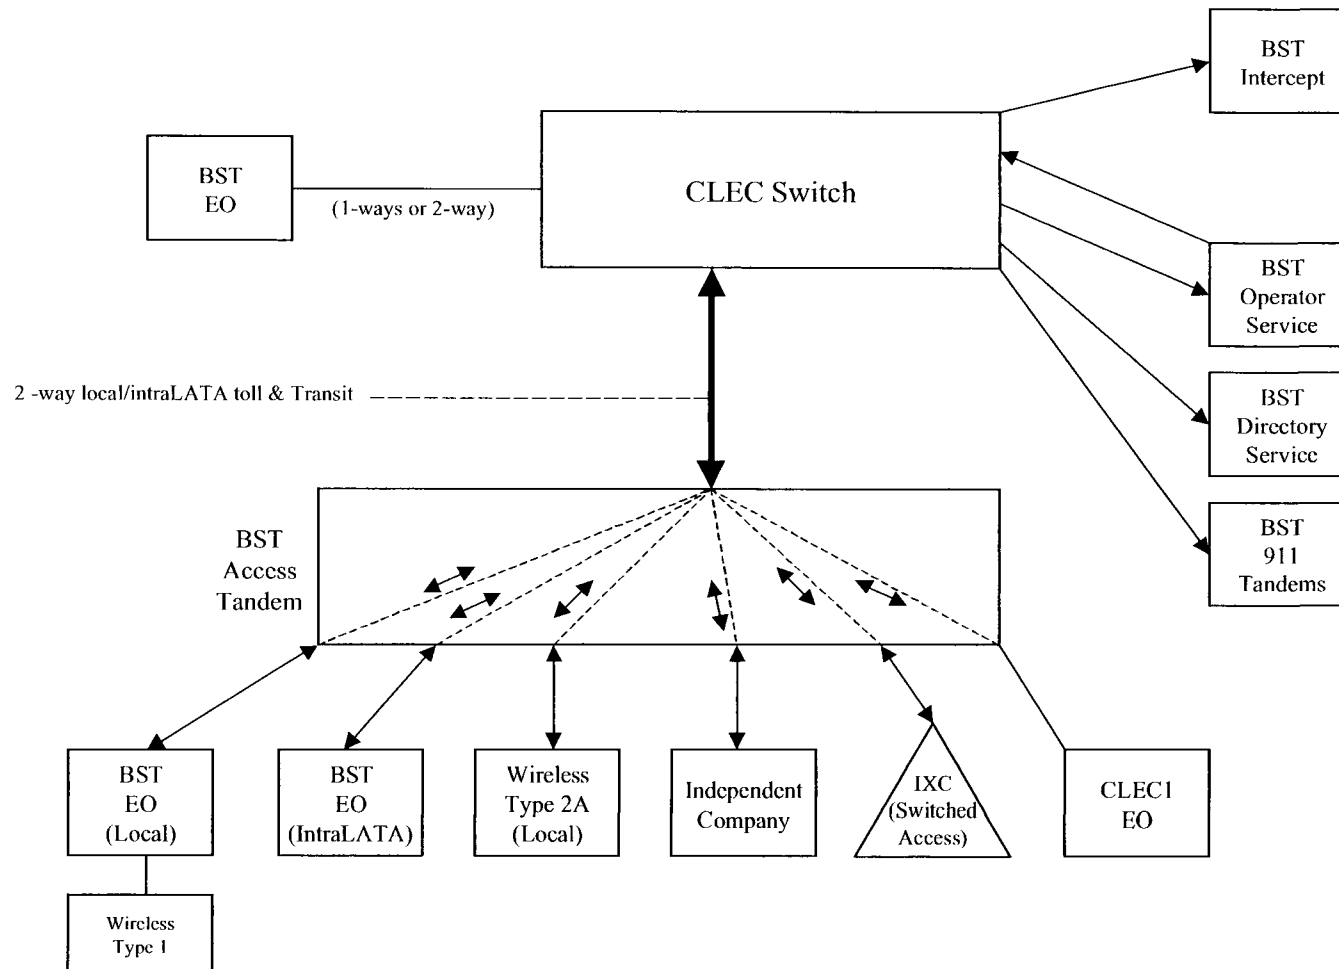 BST
Intercept
BST
EO
(1-ways or 2-way)
CLEC Switch
BST
Operator
Service
2 -way local/intraLATA toll & Transit
BST
Directory
Service
BST
911
Tandems
BST
Access
Tandem
BST
EO
(Local)
BST
EO
(IntraLATA)
Wireless
Type 2A
(Local)
Independent
Company
IXC
(Switched
Access)
CLEC1
EO
Wireless
Type 1